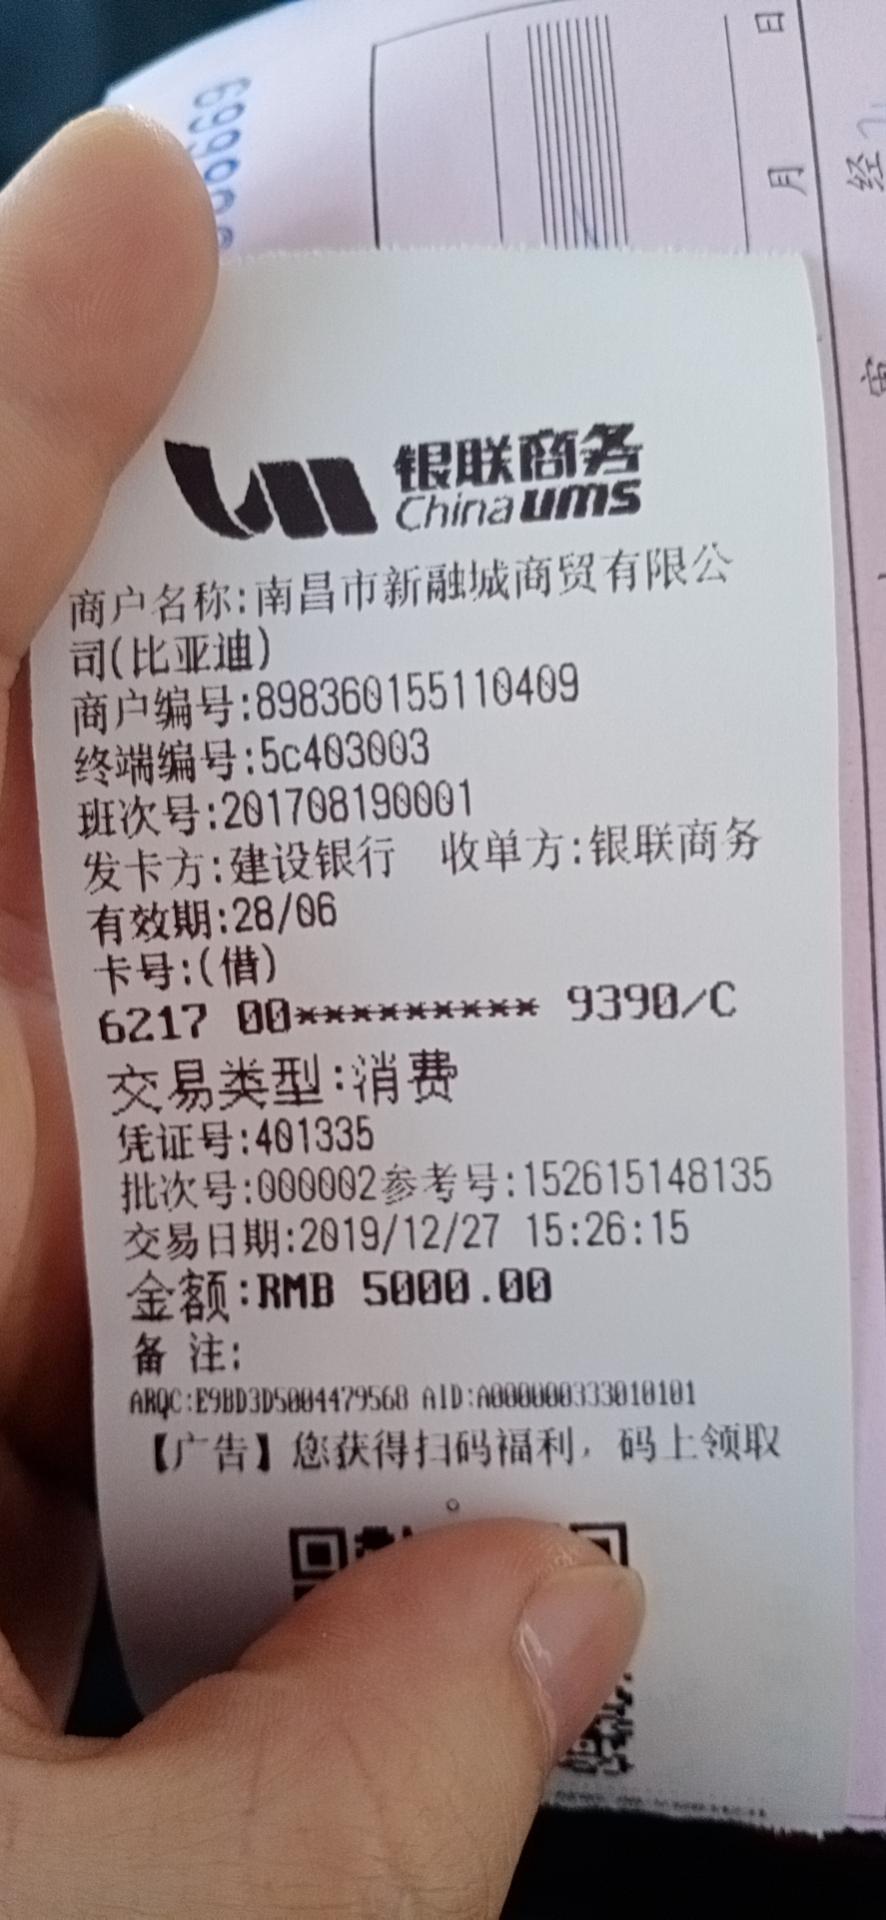 日
月
经
银联商务
Chinaums
商户名称:南昌市新融城商贸有限公
司(比亚迪)
商户编号:898360155110409
终端编号:5c403003
班次号:201708190001
发卡方:建设银行 收单方:银联商务
有效期:28/06
卡号:(借)
6217 00********* 9390/C
交易类型:消费
凭证号:401335
批次号:000002参考号:152615148135
交易日期:2019/12/27 15:26:15
金额:RMB 5000.00
备 注:
ARQC:E9BD3D5004479568 AID:A000000333010101
【广告】您获得扫码福利，码上领取
。